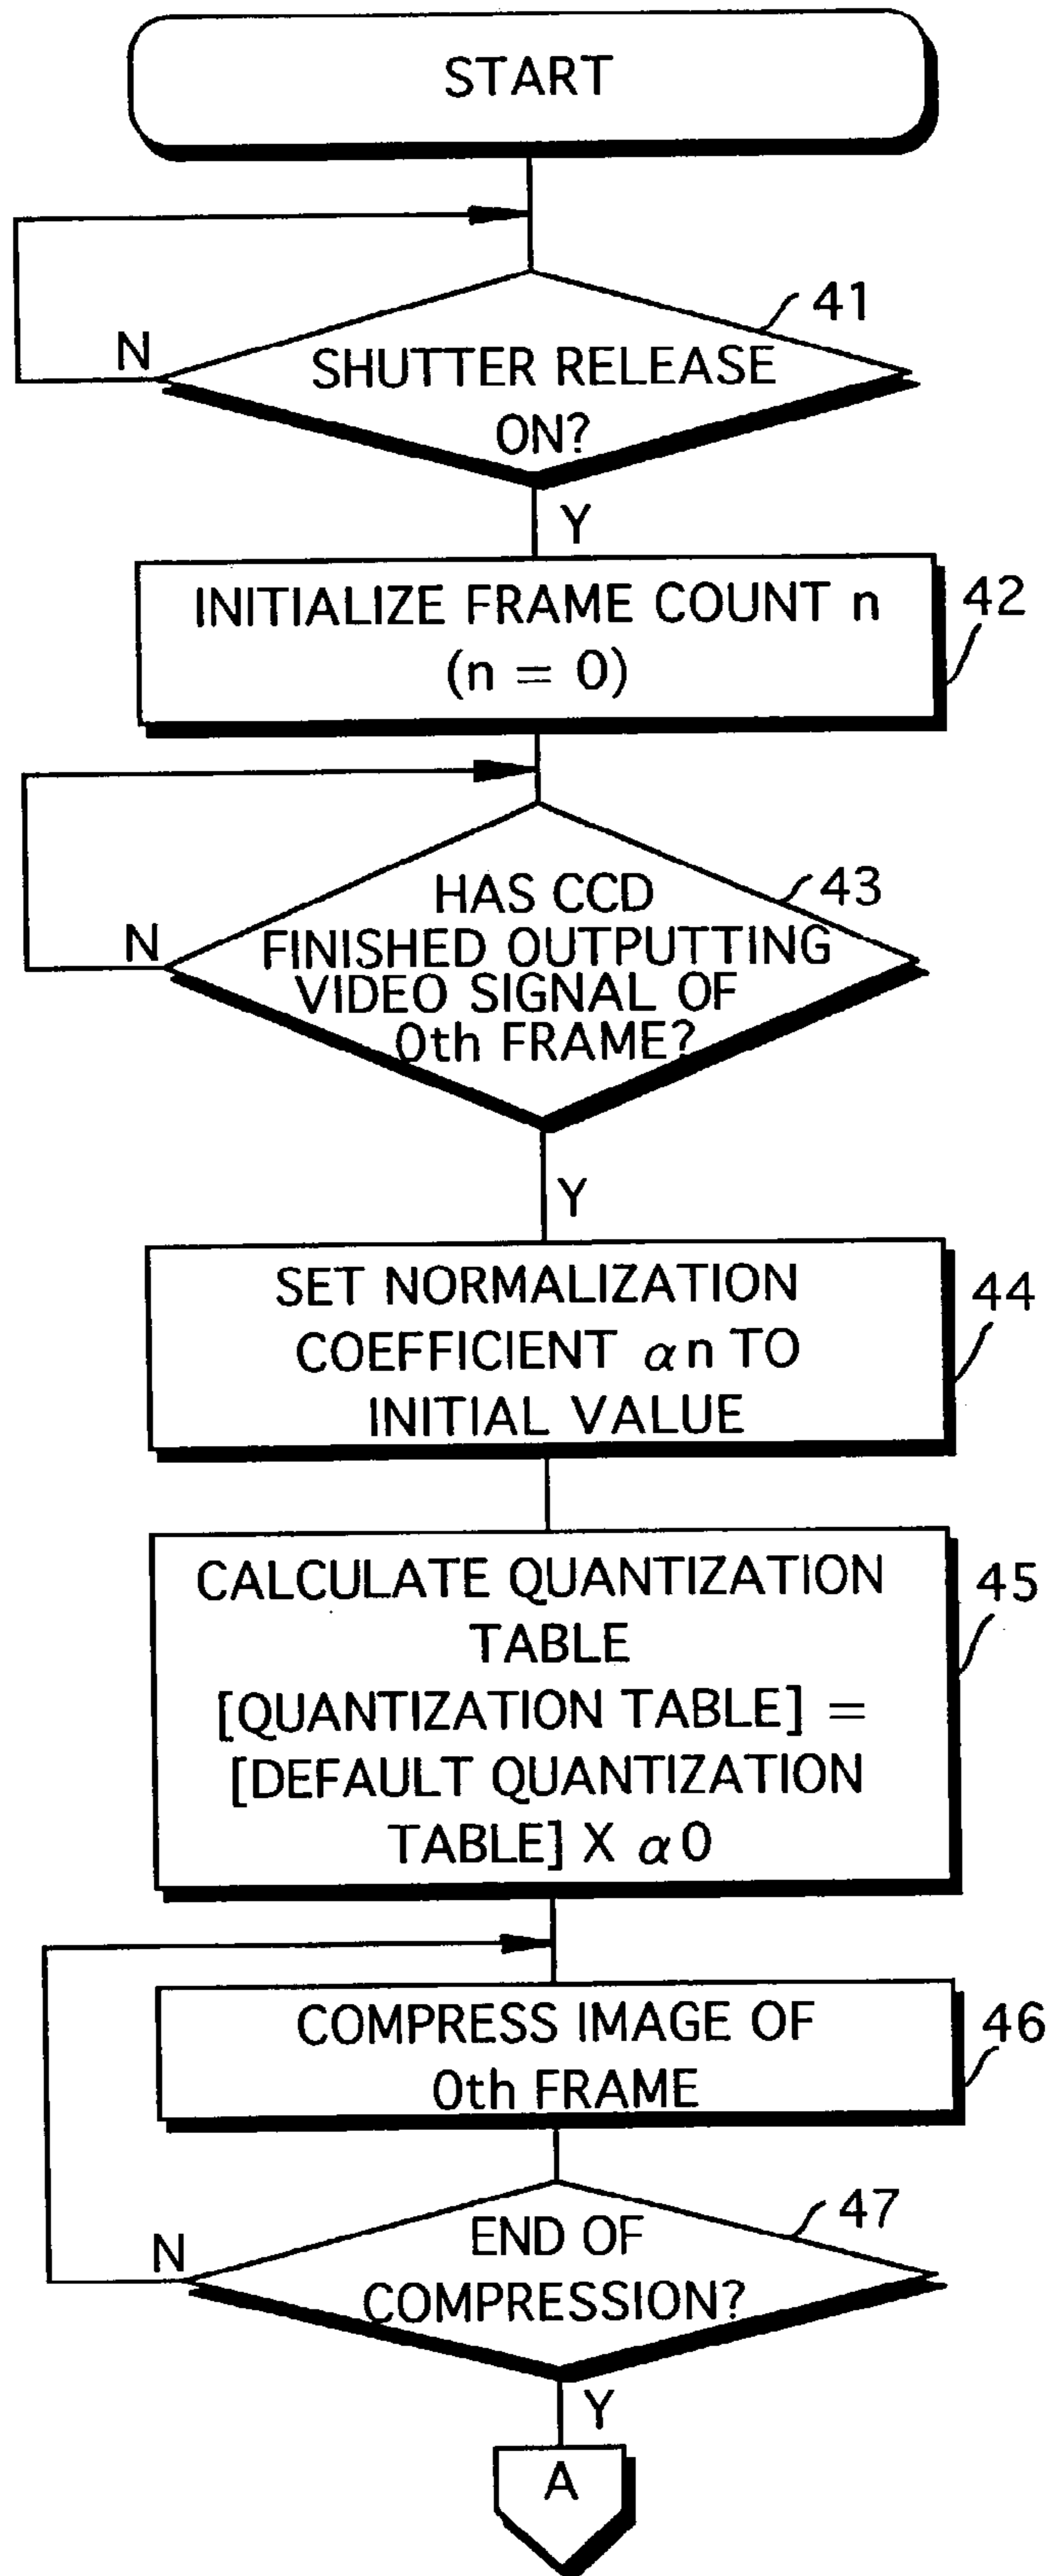 START
41
N
SHUTTER RELEASE
ON?
Y
INITIALIZE FRAME COUNT n
(n = 0)
42
43
HAS CCD
N
FINISHED OUTPUTTING
VIDEO SIGNAL OF
0th FRAME?
Y
SET NORMALIZATION
COEFFICIENT αn TO
INITIAL VALUE
44
CALCULATE QUANTIZATION
TABLE
[QUANTIZATION TABLE] =
[DEFAULT QUANTIZATION
TABLE] X α0
45
COMPRESS IMAGE OF
0th FRAME
46
47
N
END OF
COMPRESSION?
Y
A